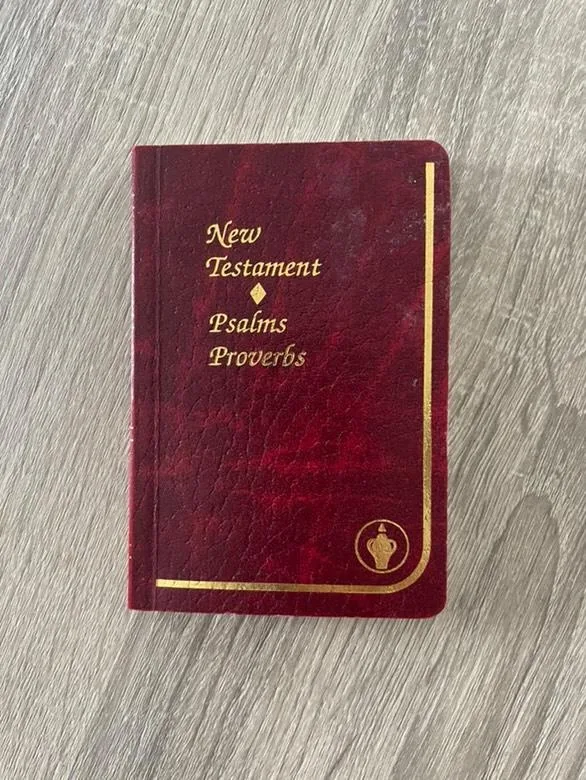 New
Testament
Psalms
Proverbs